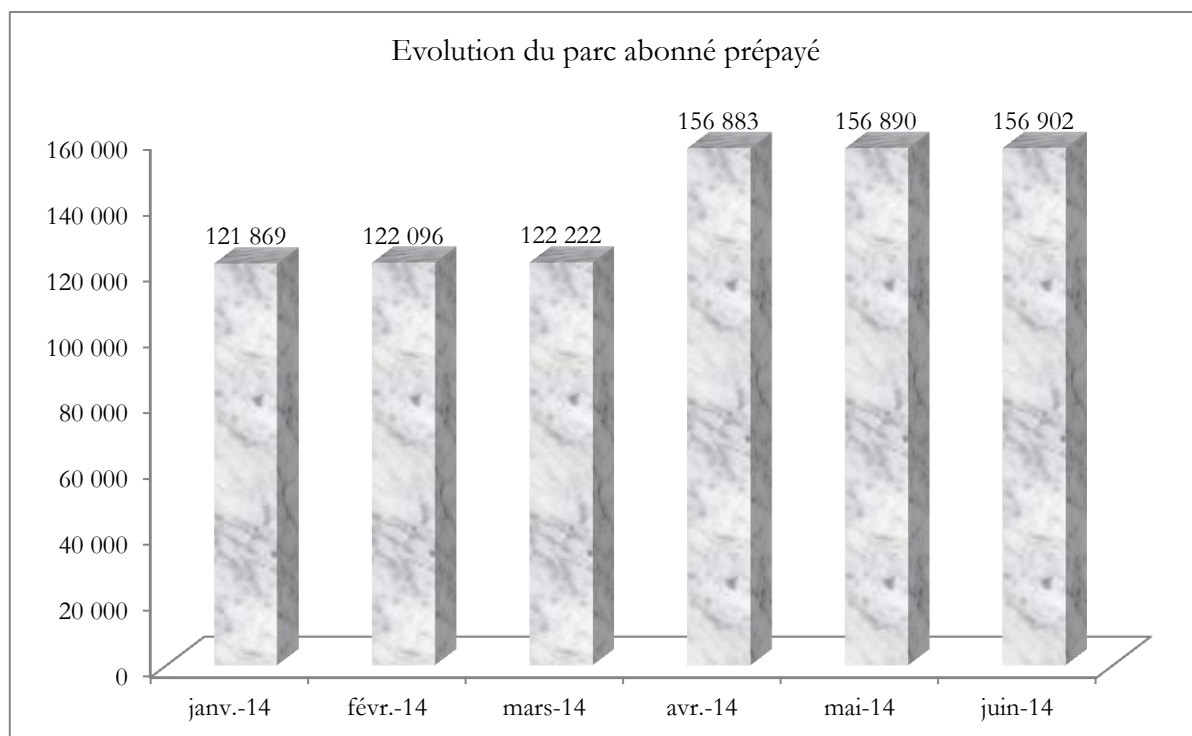 Evolution du parc abonné prépayé
156 883
156 890
156 902
160 000
140 000
121 869
122 096
122 222
120 000
100 000
80 000
60 000
40 000
20 000
0
janv.-14
févr.-14
mars-14
avr.-14
mai-14
juin-14